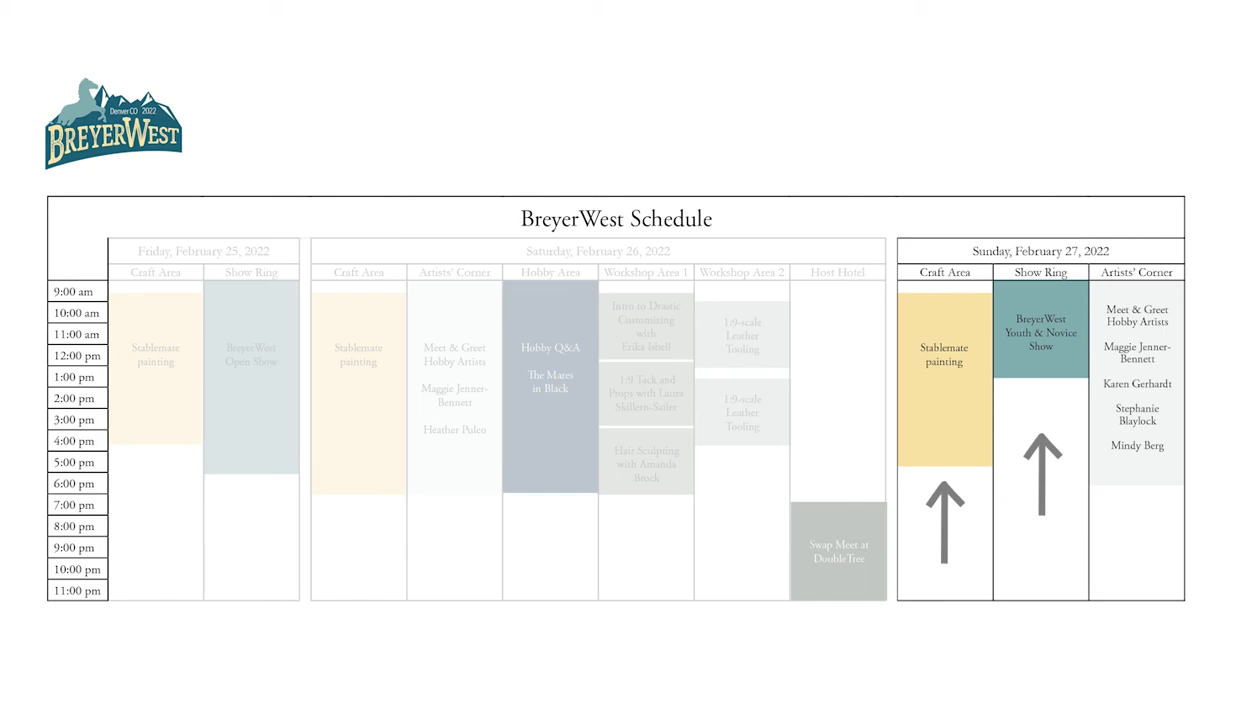 Denver CO 2022
BREYERWEST
BreyerWest Schedule
Friday, February 25, 2022
Saturday, February 26, 2022
Sunday, February 27, 2022
Craft Area
Show Ring
Craft Area
Artists' Corner
Hobby Area
Workshop Area 1
Workshop Area 2
Host Hotel
Craft Area
Show Ring
Artists' Corner
9:00 am
10:00 am
11:00 am
12:00 pm
1:00 pm
2:00 pm
3:00 pm
4:00 pm
5:00 pm
6:00 pm
7:00 pm
8:00 pm
9:00 pm
10:00 pm
11:00 pm
Stablemate
painting
BreyerWest
Open Show
Stablemate
painting
Meet & Greet
Hobby Artists
Maggie Jenner-
Bennett
Heather Puleo
Hobby Q&A
The Mares
in Black
Intro to Drastic
Customizing
with
Erika Isbell
1:9 Tack and
Props with Laura
Skillern-Sailer
Hair Sculpting
with Amanda
Brock
1:9-scale
Leather
Tooling
1:9-scale
Leather
Tooling
Swap Meet at
DoubleTree
Stablemate
painting
BreyerWest
Youth & Novice
Show
Meet & Greet
Hobby Artists
Maggie Jenner-
Bennett
Karen Gerhardt
Stephanie
Blaylock
Mindy Berg